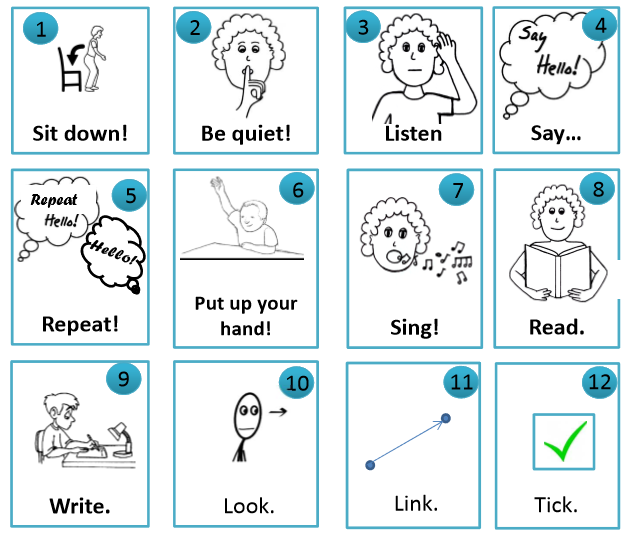 1
Sit down!
2
Be quiet!
3
Listen
4
Say
Hello!
Say...
5
Repeat
Hello!
Hello!
Repeat!
6
Put up your
hand!
7
Sing!
8
Read.
9
Write.
10
Look.
11
Link.
12
Tick.